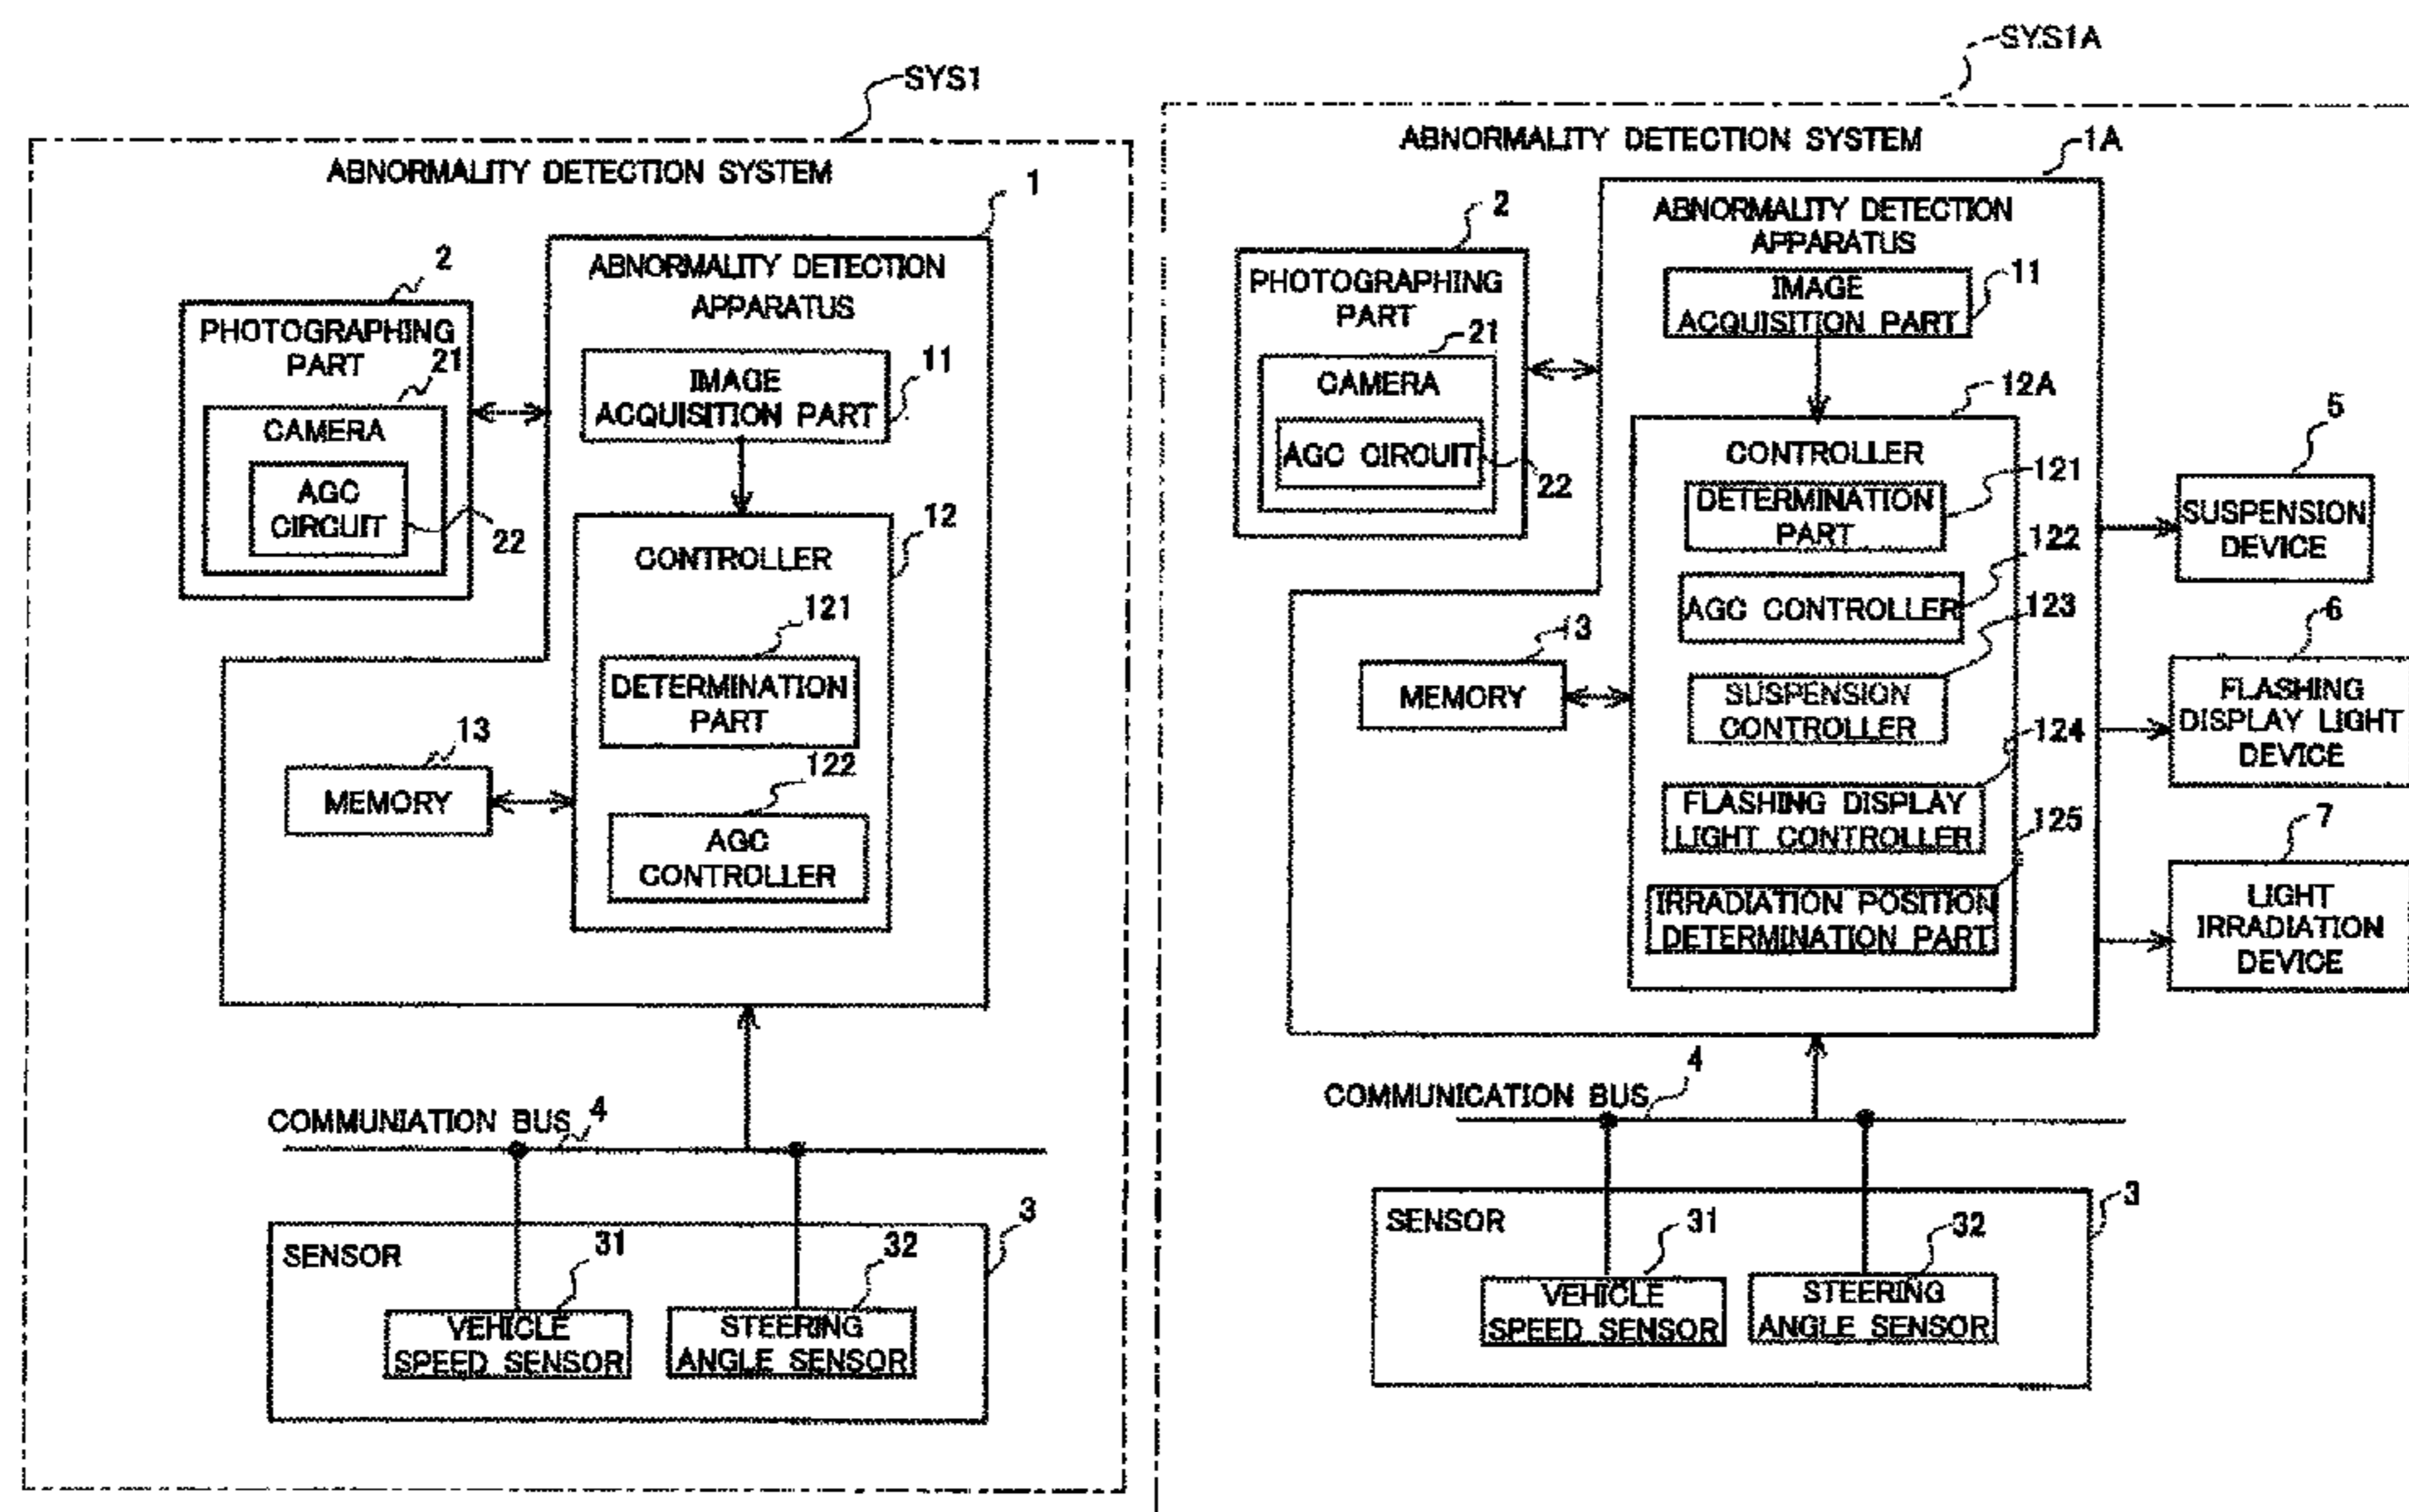 SYS1
ABNORMALITY DETECTION SYSTEM
1
2
ABNORMALITY DETECTION
APPARATUS
PHOTOGRAPHING
PART
21
CAMERA
AGC
CIRCUIT
22
IMAGE
ACQUISITION PART
11
12
CONTROLLER
121
DETERMINATION
PART
13
MEMORY
122
AGC
CONTROLLER
COMMUNIATION BUS
4
3
SENSOR
31
32
VEHICLE
SPEED SENSOR
STEERING
ANGLE SENSOR
SYS1A
ABNORMALITY DETECTION SYSTEM
1A
2
ABNORMALITY DETECTION
APPARATUS
PHOTOGRAPHING
PART
21
CAMERA
AGC CIRCUIT
22
IMAGE
ACQUISITION PART
11
12A
CONTROLLER
121
DETERMINATION
PART
122
AGC CONTROLLER
123
SUSPENSION
CONTROLLER
124
FLASHING DISPLAY
LIGHT CONTROLLER
125
IRRADIATION POSITION
DETERMINATION PART
13
MEMORY
5
SUSPENSION
DEVICE
6
FLASHING
DISPLAY LIGHT
DEVICE
7
LIGHT
IRRADIATION
DEVICE
COMMUNICATION BUS
4
3
SENSOR
31
32
VEHICLE
SPEED SENSOR
STEERING
ANGLE SENSOR